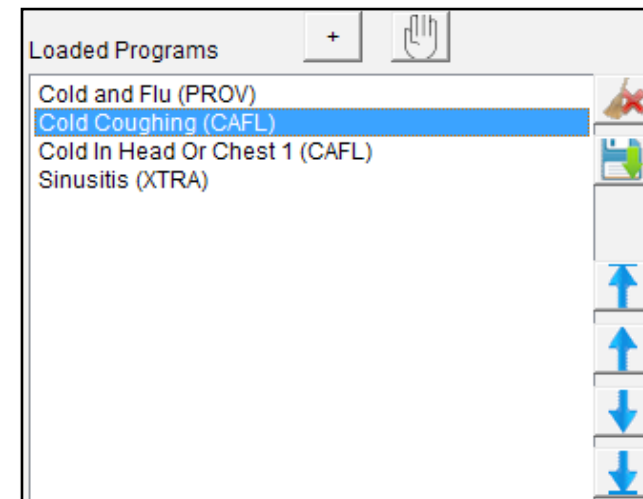 Loaded Programs +
Cold and Flu (PROV)
Cold Coughing (CAFL)
Cold In Head Or Chest 1 (CAFL)
Sinusitis (XTRA)